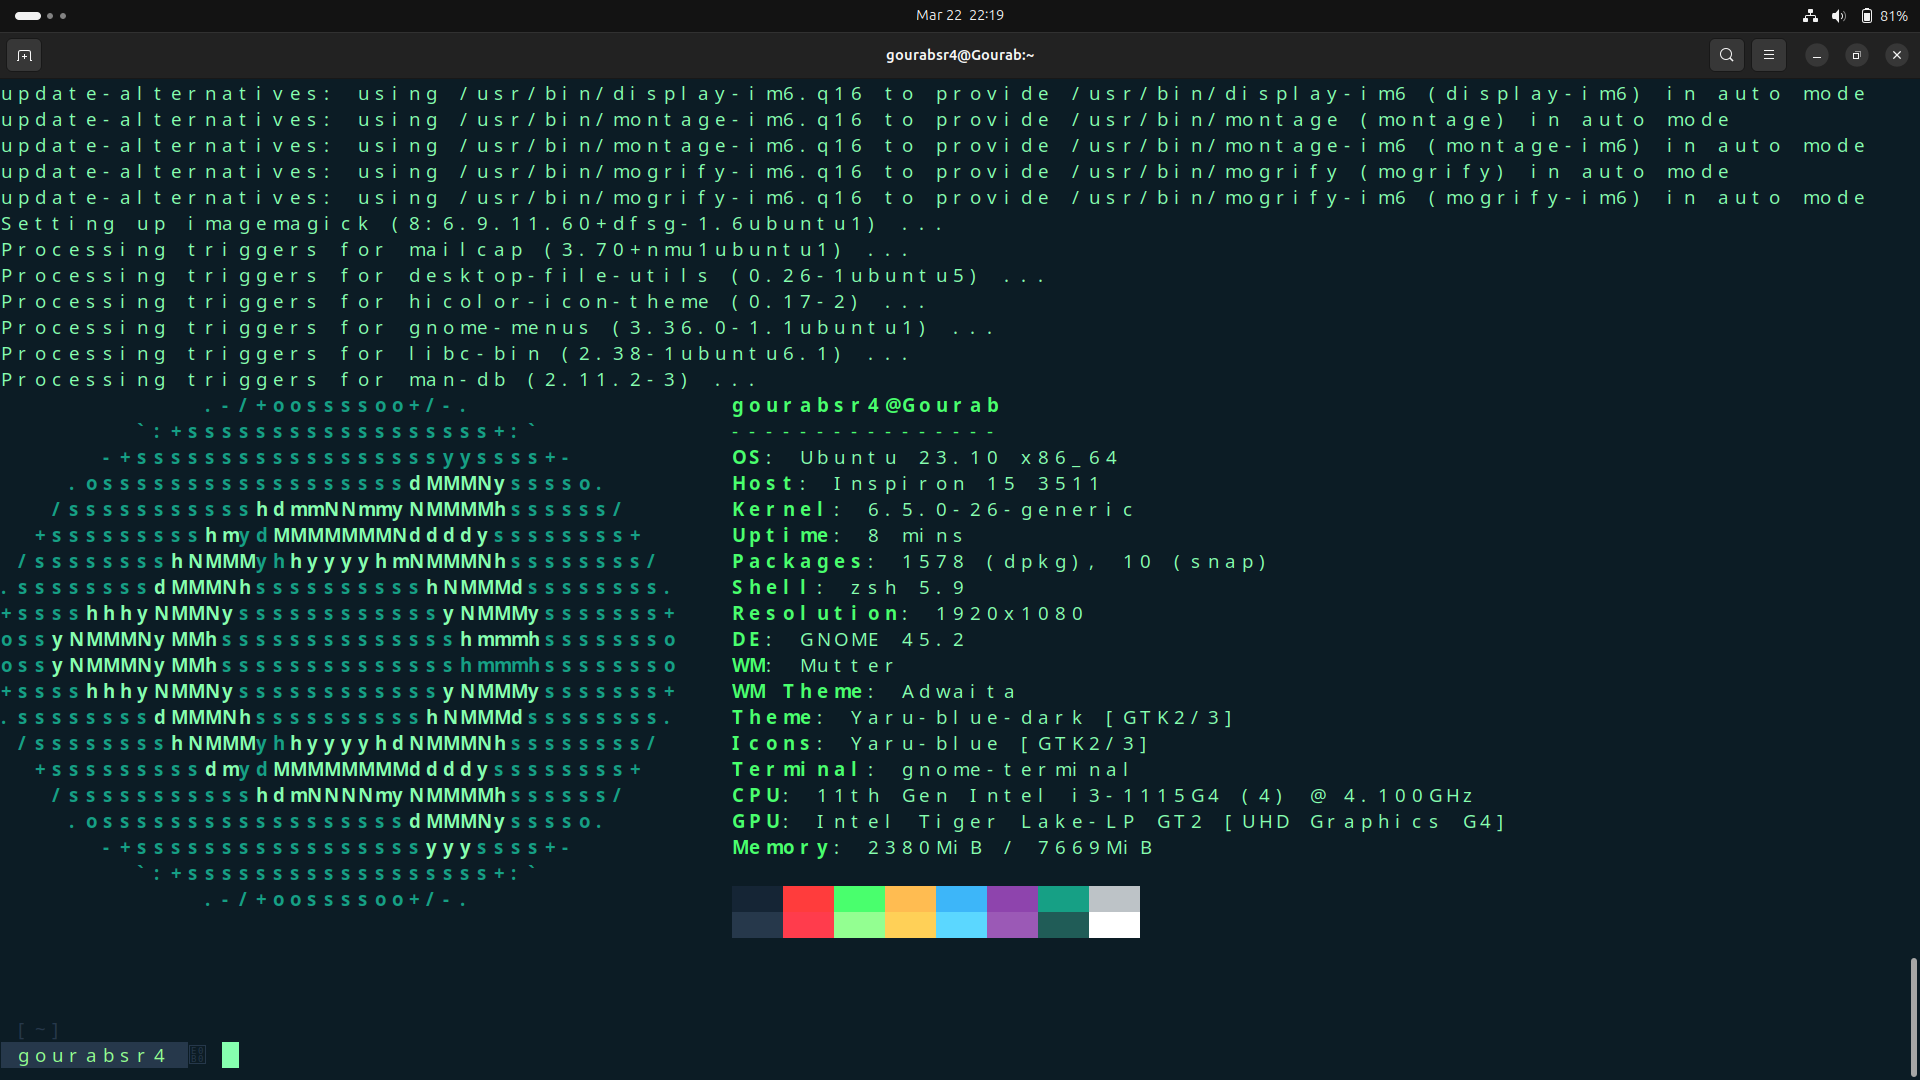 Mar 22 22:19
81%
gourabsr4@Gourab:~
update-alternatives: using /usr/bin/display-im6.q16 to provide /usr/bin/display-im6 (display-im6) in auto mode
update-alternatives: using /usr/bin/montage-im6.q16 to provide /usr/bin/montage (montage) in auto mode
update-alternatives: using /usr/bin/montage-im6.q16 to provide /usr/bin/montage-im6 (montage-im6) in auto mode
update-alternatives: using /usr/bin/mogrify-im6.q16 to provide /usr/bin/mogrify (mogrify) in auto mode
update-alternatives: using /usr/bin/mogrify-im6.q16 to provide /usr/bin/mogrify-im6 (mogrify-im6) in auto mode
Setting up imagemagick (8:6.9.11.60+dfsg-1.6ubuntu1) ...
Processing triggers for mailcap (3.70+nmu1ubuntu1) ...
Processing triggers for desktop-file-utils (0.26-1ubuntu5) ...
Processing triggers for hicolor-icon-theme (0.17-2) ...
Processing triggers for gnome-menus (3.36.0-1.1ubuntu1) ...
Processing triggers for libc-bin (2.38-1ubuntu6.1) ...
Processing triggers for man-db (2.11.2-3) ...
            .-/+oossssoo+/-.               gourabsr4@Gourab
        `:+ssssssssssssssssss+:`           ----------------
      -+ssssssssssssssssssyyssss+-         OS: Ubuntu 23.10 x86_64
    .ossssssssssssssssssdMMMNysssso.       Host: Inspiron 15 3511
   /ssssssssssshdmmNNmmyNMMMMhssssss/      Kernel: 6.5.0-26-generic
  +ssssssssshmydMMMMMMMNddddyssssssss+     Uptime: 8 mins
 /sssssssshNMMMyhhyyyyhmNMMMNhssssssss/    Packages: 1578 (dpkg), 10 (snap)
.ssssssssdMMMNhsssssssssshNMMMdssssssss.   Shell: zsh 5.9
+sssshhhyNMMNyssssssssssssyNMMMysssssss+   Resolution: 1920x1080
ossyNMMMNyMMhsssssssssssssshmmmhssssssso   DE: GNOME 45.2
ossyNMMMNyMMhsssssssssssssshmmmhssssssso   WM: Mutter
+sssshhhyNMMNyssssssssssssyNMMMysssssss+   WM Theme: Adwaita
.ssssssssdMMMNhsssssssssshNMMMdssssssss.   Theme: Yaru-blue-dark [GTK2/3]
 /sssssssshNMMMyhhyyyyhdNMMMNhssssssss/    Icons: Yaru-blue [GTK2/3]
  +sssssssssdmydMMMMMMMMddddyssssssss+     Terminal: gnome-terminal
   /ssssssssssshdmNNNNmyNMMMMhssssss/      CPU: 11th Gen Intel i3-1115G4 (4) @ 4.100GHz
    .ossssssssssssssssssdMMMNysssso.       GPU: Intel Tiger Lake-LP GT2 [UHD Graphics G4]
      -+sssssssssssssssssyyyssss+-         Memory: 2380MiB / 7669MiB
        `:+ssssssssssssssssss+:`
            .-/+oossssoo+/-.
[~]
gourabsr4